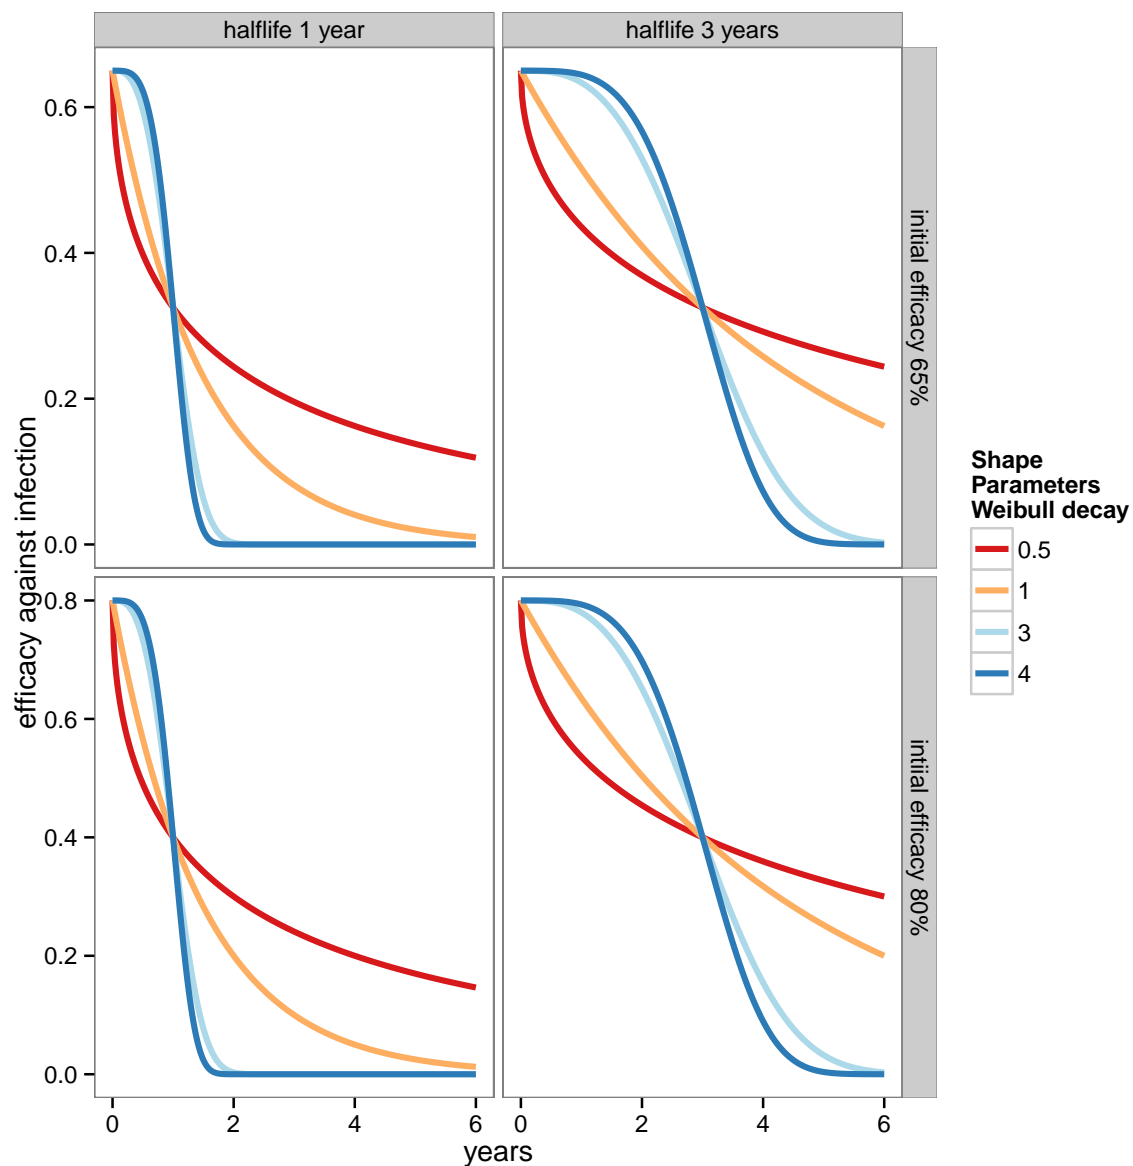 halflife 1 year
halflife 3 years
efficacy against infection
0.6
0.4
0.2
0.0
initial efficacy 65%
0.8
0.6
0.4
0.2
0.0
intiial efficacy 80%
0 2 4 6
0 2 4 6
years
Shape
Parameters
Weibull decay
0.5
1
3
4